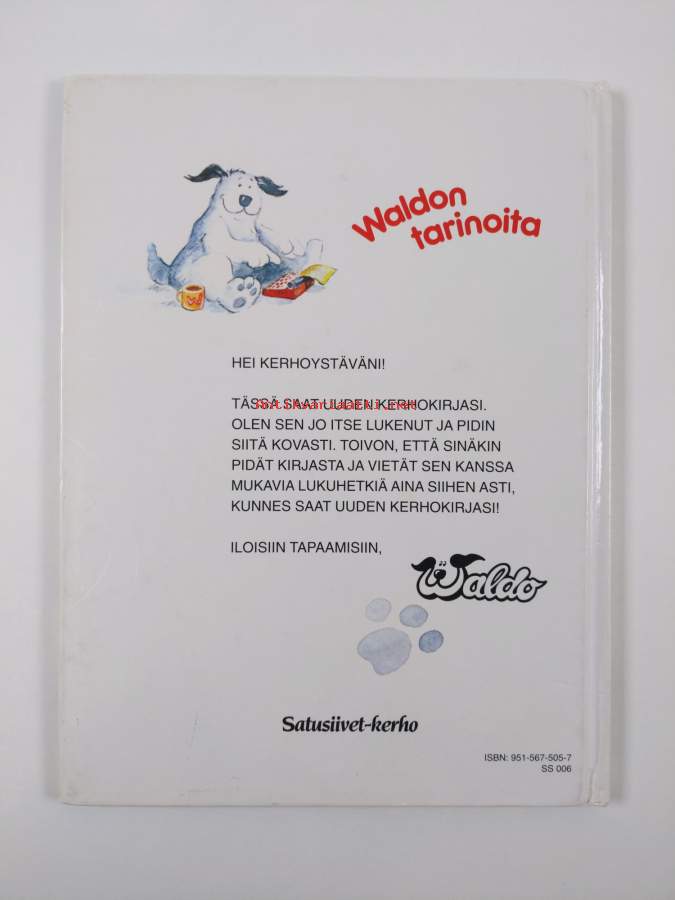 Waldon
tarinoita
W
HEI KERHOYSTÄVÄNI!
TÄSSÄ SAAT UUDEN KERHOKIRJASI.
antikvariaatti.net
OLEN SEN JO ITSE LUKENUT JA PIDIN
SIITÄ KOVASTI. TOIVON, ETTÄ SINÄKIN
PIDÄT KIRJASTA JA VIETÄT SEN KANSSA
MUKAVIA LUKUHETKIÄ AINA SIIHEN ASTI,
KUNNES SAAT UUDEN KERHOKIRJASI!
ILOISIIN TAPAAMISIIN,
Waldo
Satusiivet-kerho
ISBN: 951-567-505-7
SS 006